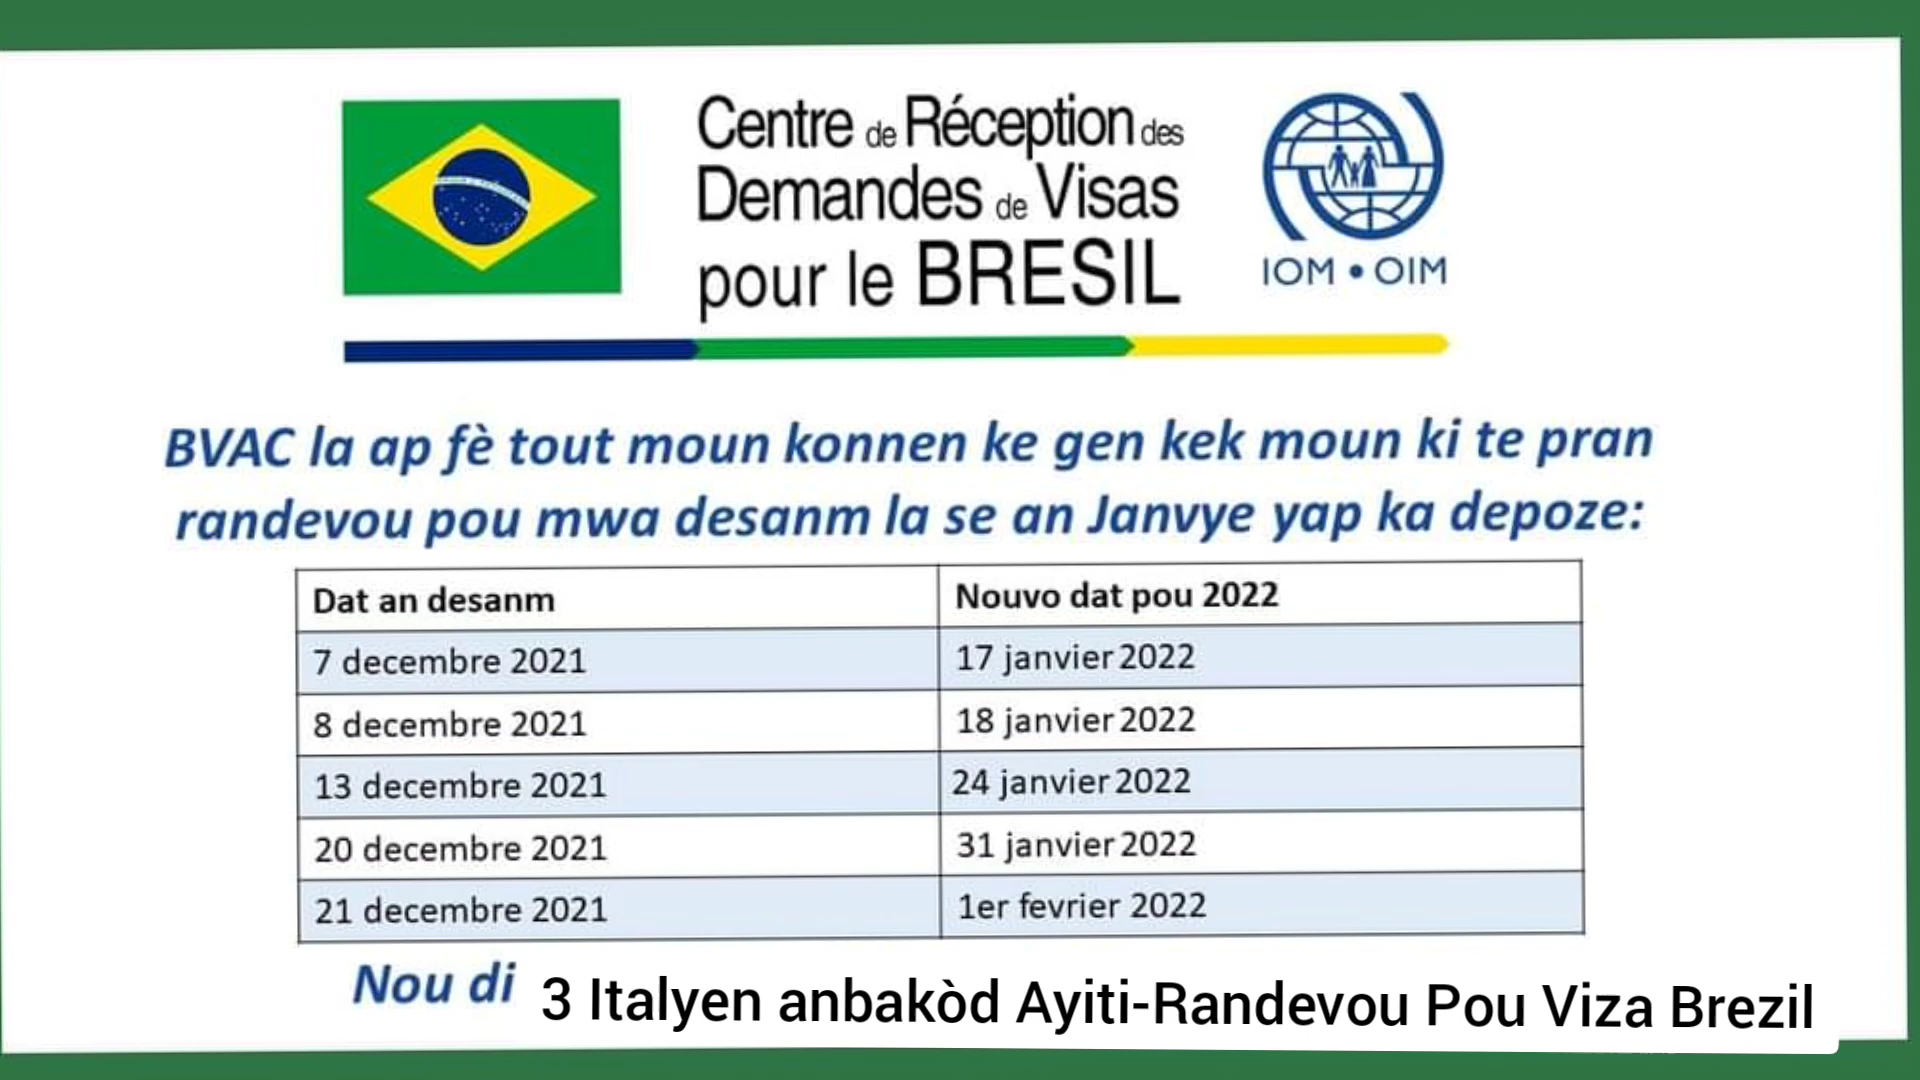 Centre de Réception des
Demandes de Visas
pour le BRESIL
IOM • OIM
BVAC la ap fè tout moun konnen ke gen kek moun ki te pran
randevou pou mwa desanm la se an Janvye yap ka depoze:
Dat an desanm Nouvo dat pou 2022
7 decembre 2021 17 janvier 2022
8 decembre 2021 18 janvier 2022
13 decembre 2021 24 janvier 2022
20 decembre 2021 31 janvier 2022
21 decembre 2021 1er fevrier 2022
Nou di 3 Italyen anbakòd Ayiti-Randevou Pou Viza Brezil